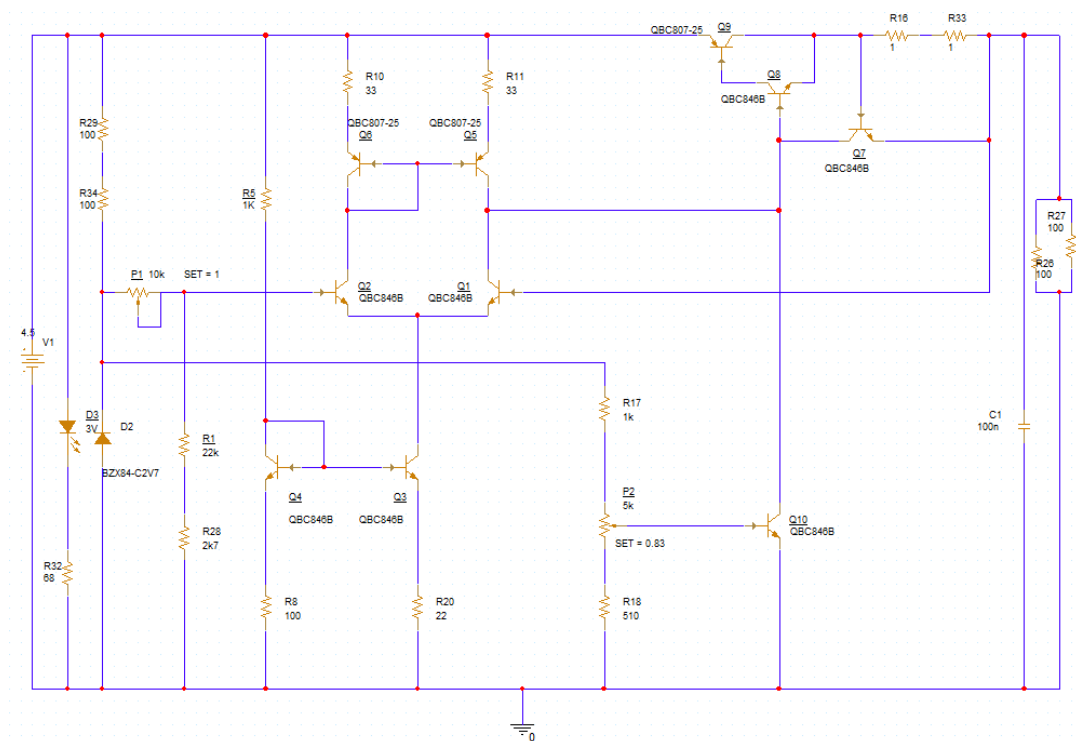 QBC807-25
Q9
R16
1
R33
1
Q8
QBC846B
R10
33
R11
33
QBC807-25
Q6
QBC807-25
Q5
Q7
QBC846B
R29
100
R34
100
R5
1K
R27
100
R26
100
P1 10k
SET = 1
Q2
QBC846B
Q1
QBC846B
4.5
V1
D3
3V
D2
BZX84-C2V7
R1
22k
R17
1k
C1
100n
Q4
QBC846B
Q3
QBC846B
P2
5k
SET = 0.83
Q10
QBC846B
R28
2k7
R32
68
R8
100
R20
22
R18
510
0